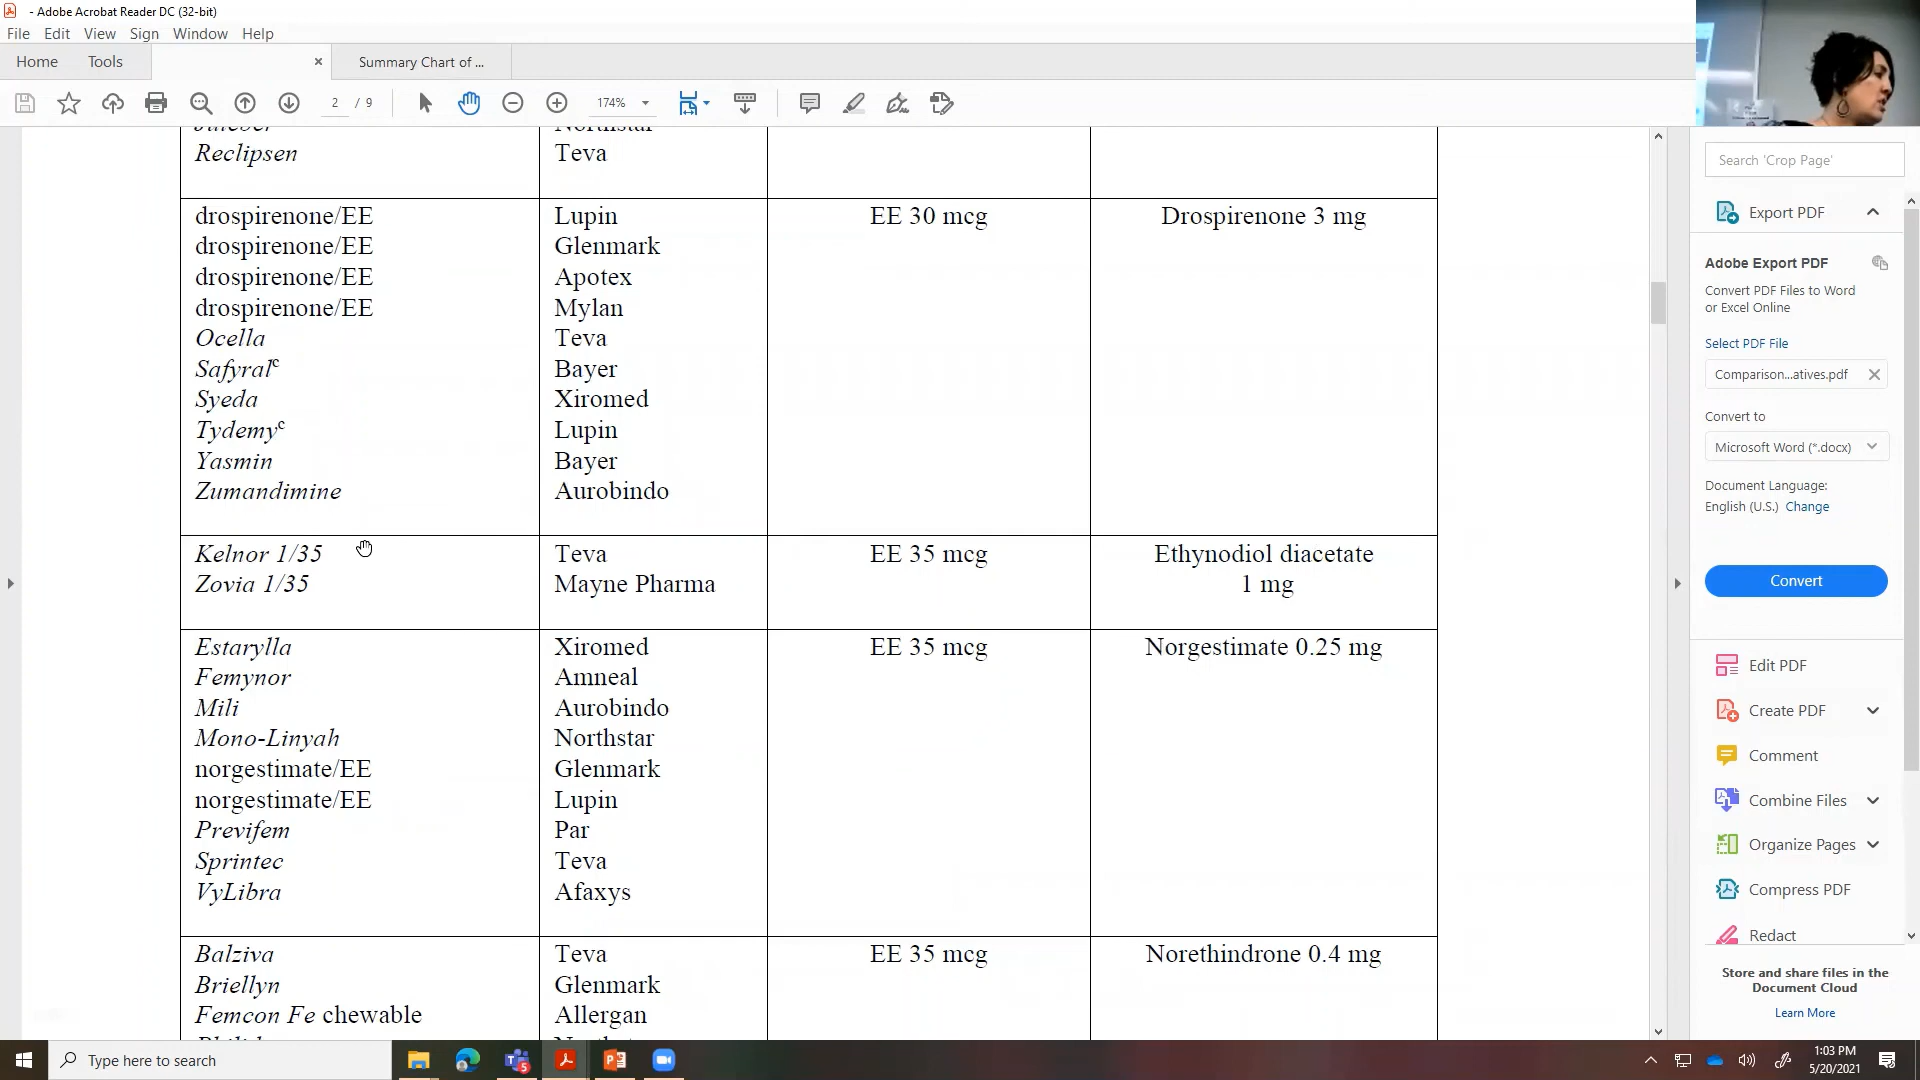 - Adobe Acrobat Reader DC (32-bit)
File Edit View Sign Window Help
Home Tools × Summary Chart of ...
2 / 9 174%
Reclipsen Teva
drospirenone/EE Lupin EE 30 mcg Drospirenone 3 mg
drospirenone/EE Glenmark
drospirenone/EE Apotex
drospirenone/EE Mylan
Ocella Teva
Safyralᶜ Bayer
Syeda Xiromed
Tydemyᶜ Lupin
Yasmin Bayer
Zumandimine Aurobindo
Kelnor 1/35 Teva EE 35 mcg Ethynodiol diacetate
Zovia 1/35 Mayne Pharma 1 mg
Estarylla Xiromed EE 35 mcg Norgestimate 0.25 mg
Femynor Amneal
Mili Aurobindo
Mono-Linyah Northstar
norgestimate/EE Glenmark
norgestimate/EE Lupin
Previfem Par
Sprintec Teva
VyLibra Afaxys
Balziva Teva EE 35 mcg Norethindrone 0.4 mg
Briellyn Glenmark
Femcon Fe chewable Allergan
Search 'Crop Page'
Export PDF
Adobe Export PDF
Convert PDF Files to Word
or Excel Online
Select PDF File
Comparison...atives.pdf
Convert to
Microsoft Word (*.docx)
Document Language:
English (U.S.) Change
Convert
Edit PDF
Create PDF
Comment
Combine Files
Organize Pages
Compress PDF
Redact
Store and share files in the
Document Cloud
Learn More
Type here to search
5
1:03 PM
5/20/2021